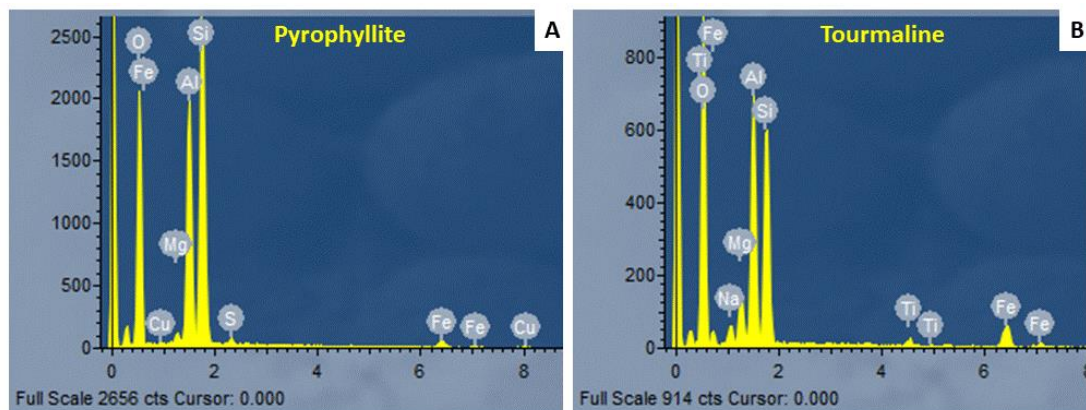 Pyrophyllite A
2500
2000
1500
1000
500
0
O
Fe
Si
Al
Mg
Cu
S
Fe
Fe
Cu
0 2 4 6 8
Full Scale 2656 cts Cursor: 0.000
Tourmaline B
800
600
400
200
0
Fe
Ti
O
Al
Si
Mg
Na
Ti
Ti
Fe
Fe
0 2 4 6 8
Full Scale 914 cts Cursor: 0.000